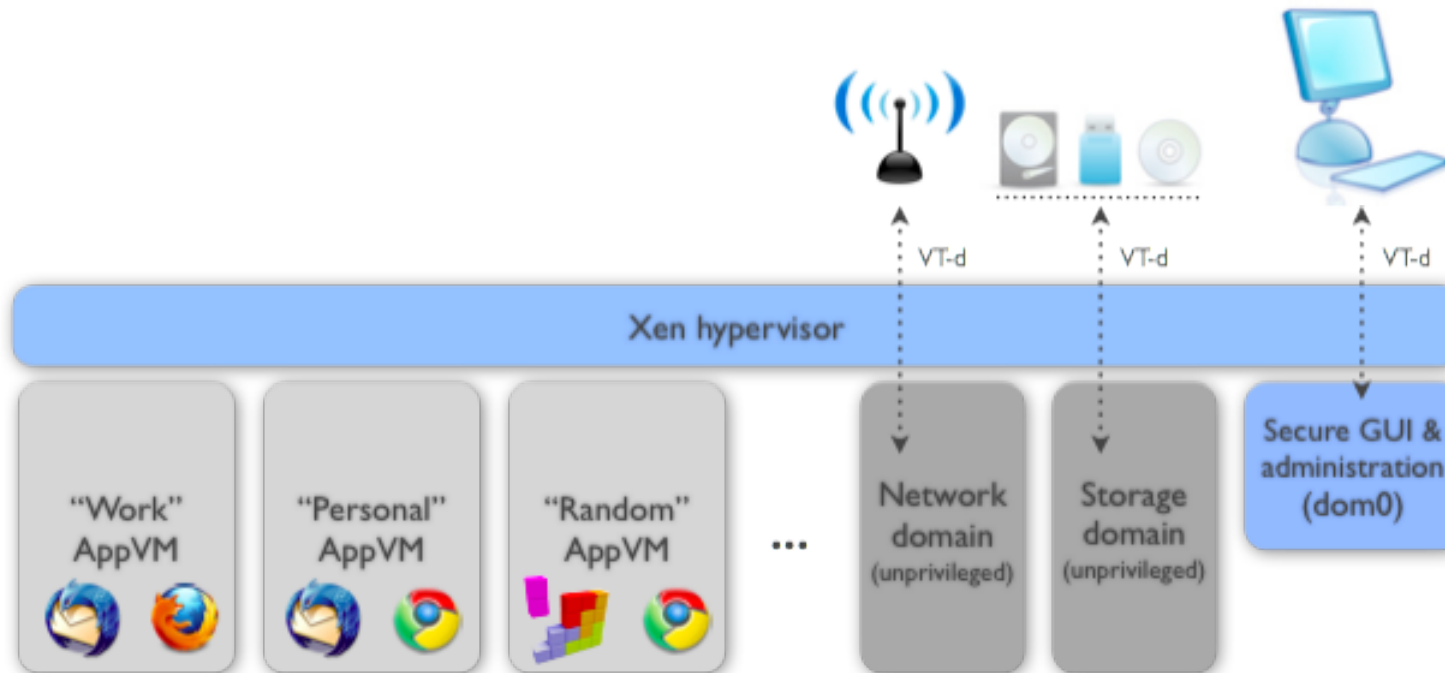 VT-d
VT-d
VT-d
Xen hypervisor
“Work”
AppVM
“Personal”
AppVM
“Random”
AppVM
...
Network
domain
(unprivileged)
Storage
domain
(unprivileged)
Secure GUI &
administration
(dom0)